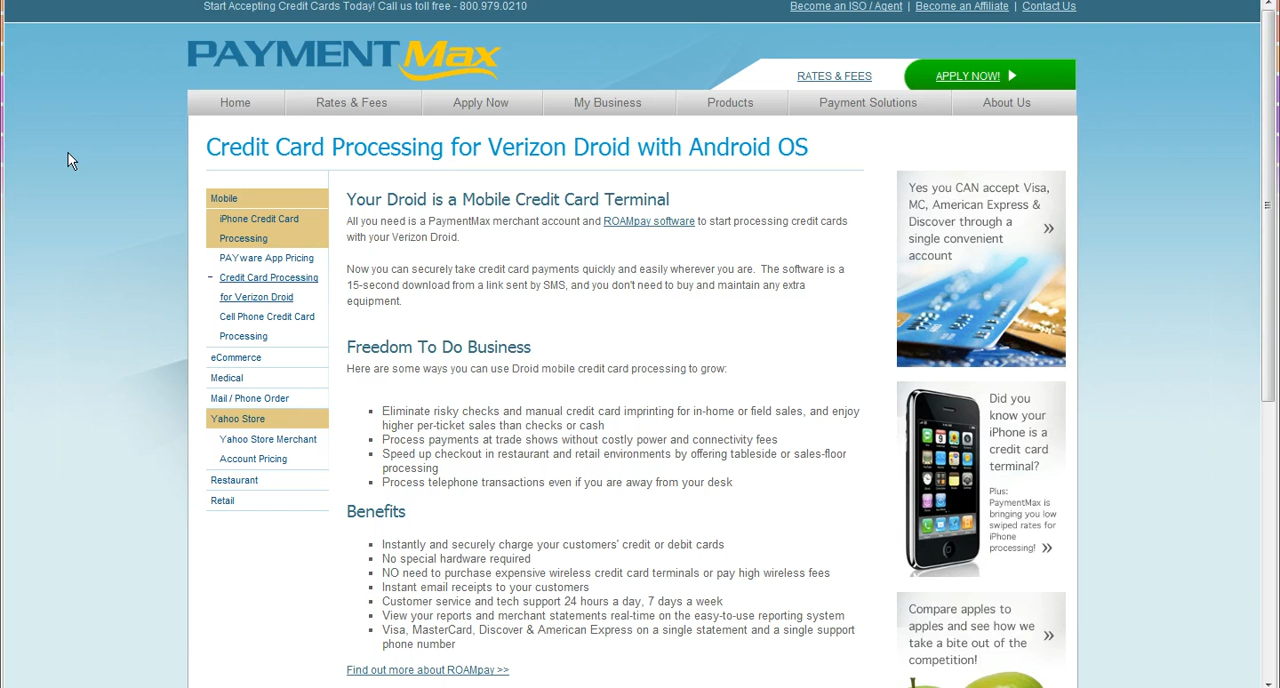 Start Accepting Credit Cards Today! Call us toll free - 800.979.0210
Become an ISO / Agent | Become an Affiliate | Contact Us
PAYMENTMax
RATES & FEES
APPLY NOW!
Home
Rates & Fees
Apply Now
My Business
Products
Payment Solutions
About Us
Credit Card Processing for Verizon Droid with Android OS
Mobile
iPhone Credit Card
Processing
PAYware App Pricing
Credit Card Processing
for Verizon Droid
Cell Phone Credit Card
Processing
eCommerce
Medical
Mail / Phone Order
Yahoo Store
Yahoo Store Merchant
Account Pricing
Restaurant
Retail
Your Droid is a Mobile Credit Card Terminal
All you need is a PaymentMax merchant account and ROAMpay software to start processing credit cards
with your Verizon Droid.
Now you can securely take credit card payments quickly and easily wherever you are. The software is a
15-second download from a link sent by SMS, and you don't need to buy and maintain any extra
equipment.
Freedom To Do Business
Here are some ways you can use Droid mobile credit card processing to grow:
Eliminate risky checks and manual credit card imprinting for in-home or field sales, and enjoy
higher per-ticket sales than checks or cash
Process payments at trade shows without costly power and connectivity fees
Speed up checkout in restaurant and retail environments by offering tableside or sales-floor
processing
Process telephone transactions even if you are away from your desk
Benefits
Instantly and securely charge your customers' credit or debit cards
No special hardware required
NO need to purchase expensive wireless credit card terminals or pay high wireless fees
Instant email receipts to your customers
Customer service and tech support 24 hours a day, 7 days a week
View your reports and merchant statements real-time on the easy-to-use reporting system
Visa, MasterCard, Discover & American Express on a single statement and a single support
phone number
Find out more about ROAMpay >>
Yes you CAN accept Visa,
MC, American Express &
Discover through a
single convenient
account
Did you
know your
iPhone is a
credit card
terminal?
Plus:
PaymentMax is
bringing you low
swiped rates for
iPhone
processing!
Compare apples to
apples and see how we
take a bite out of the
competition!